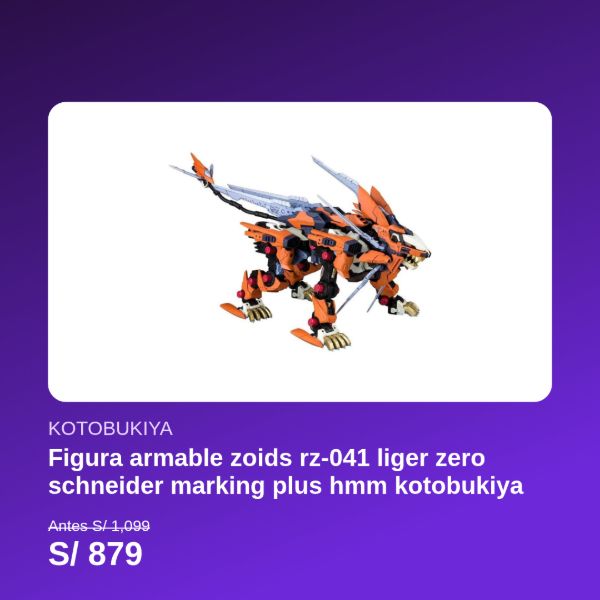 KOTOBUKIYA
Figura armable zoids rz-041 liger zero
schneider marking plus hmm kotobukiya
Antes S/ 1,099
S/ 879